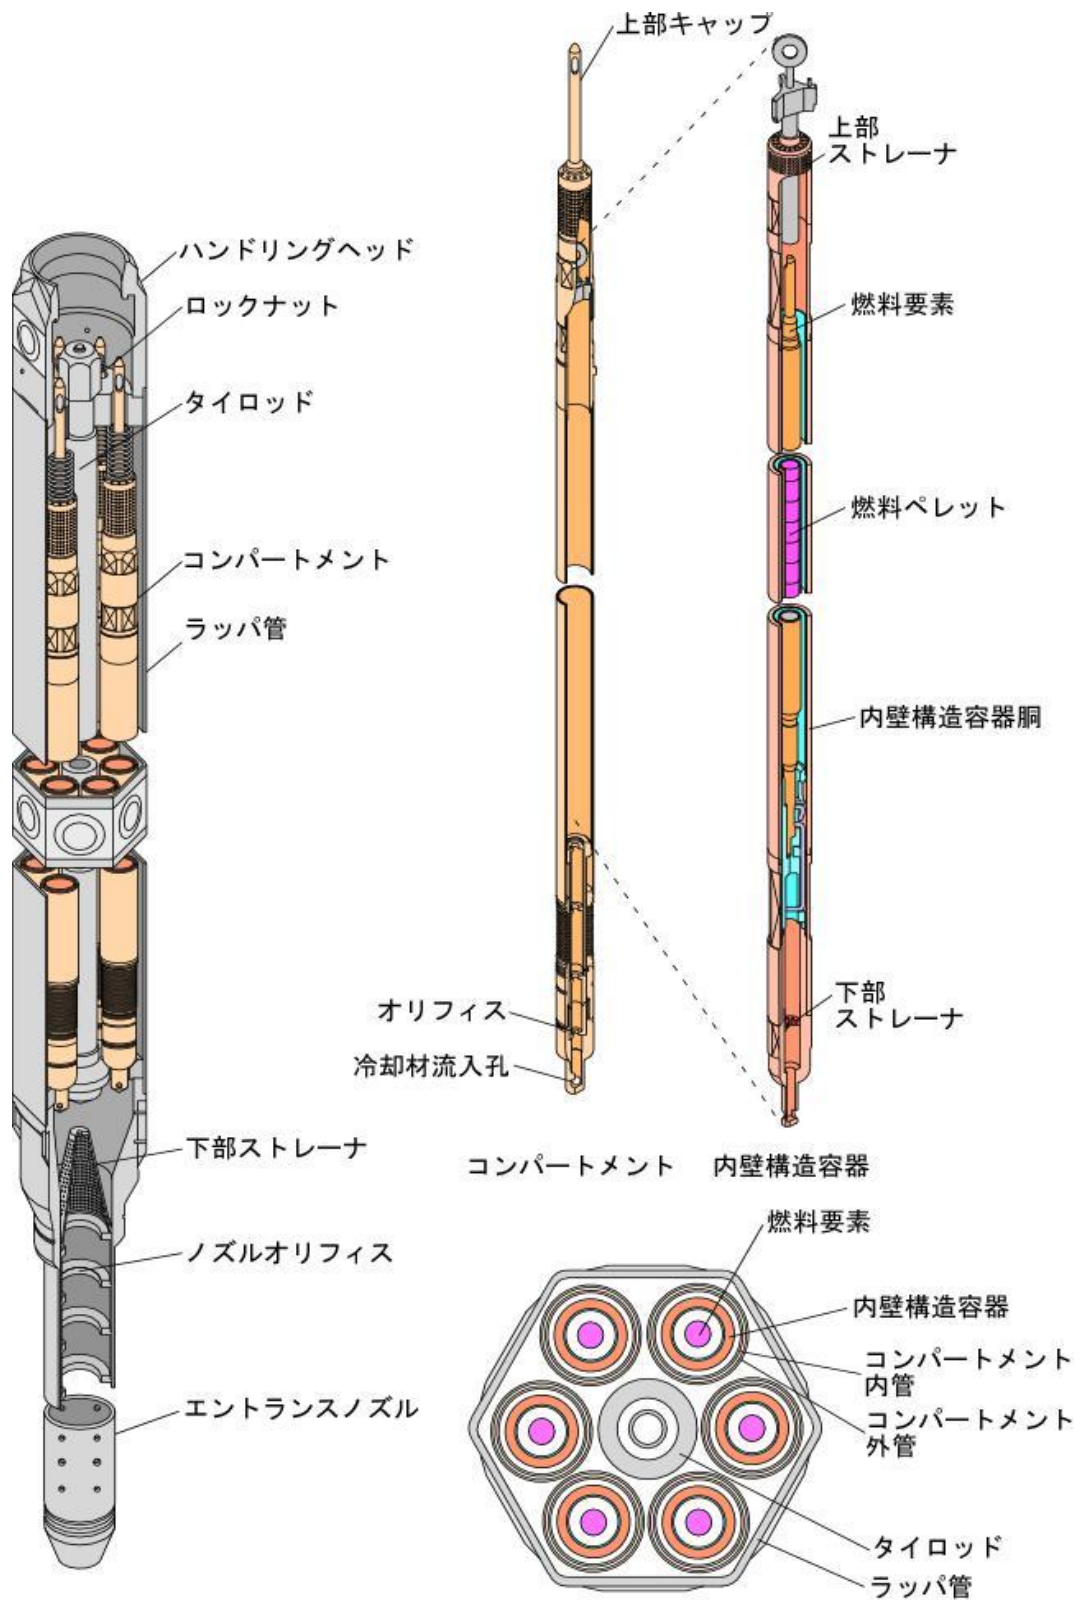 上部キャップ
上部
ストレーナ
ハンドリングヘッド
ロックナット
燃料要素
タイロッド
燃料ペレット
コンパートメント
ラッパ管
内壁構造容器胴
オリフィス
下部
ストレーナ
冷却材流入孔
下部ストレーナ
コンパートメント
内壁構造容器
燃料要素
ノズルオリフィス
内壁構造容器
コンパートメント
内管
エントランスノズル
コンパートメント
外管
タイロッド
ラッパ管